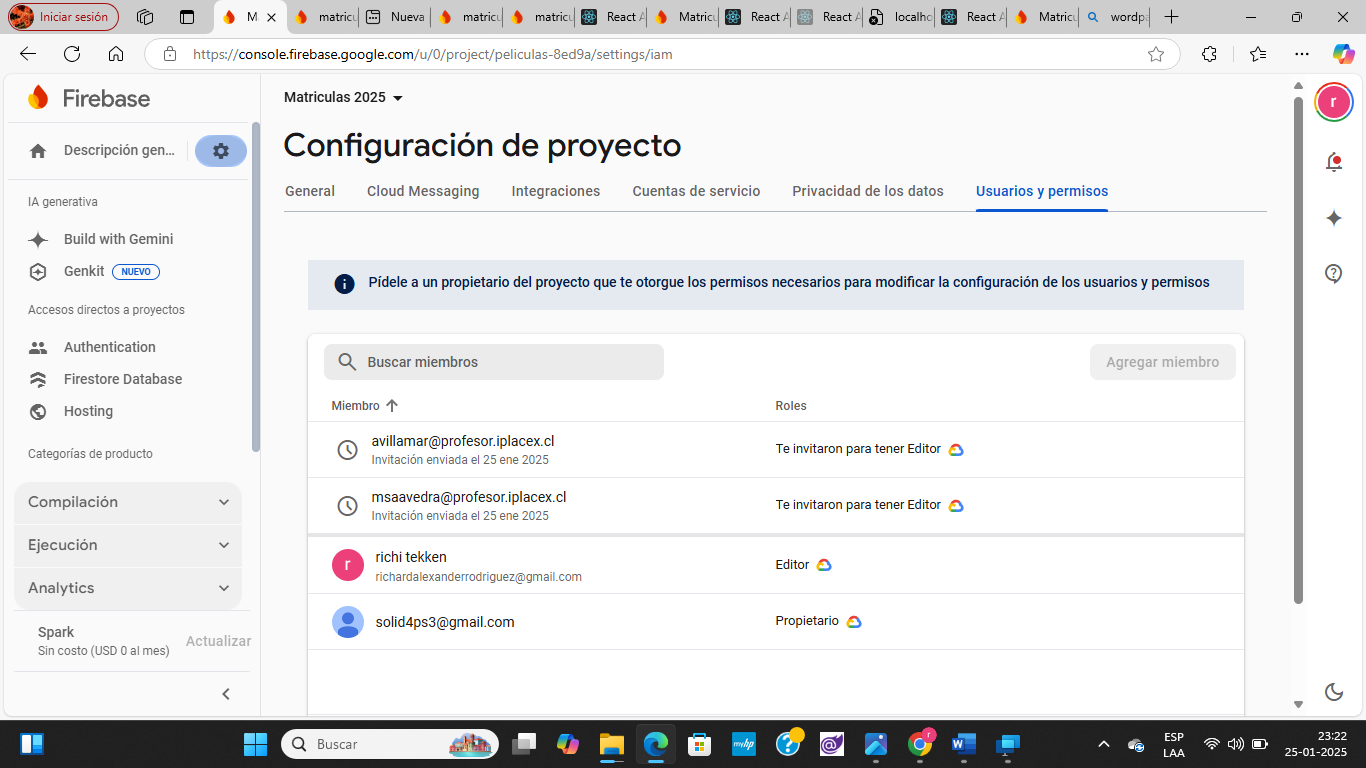 Iniciar sesión
M
matricu
Nueva
matricu
matricu
React A
Matricu
React A
React A
localho
React A
Matricu
wordpa
https://console.firebase.google.com/u/0/project/peliculas-8ed9a/settings/iam
Firebase
Matriculas 2025
r
Descripción gen...
Configuración de proyecto
General
Cloud Messaging
Integraciones
Cuentas de servicio
Privacidad de los datos
Usuarios y permisos
IA generativa
Build with Gemini
Genkit
NUEVO
Accesos directos a proyectos
Authentication
Firestore Database
Hosting
Categorías de producto
Compilación
Ejecución
Analytics
Spark
Sin costo (USD 0 al mes)
Actualizar
Pídele a un propietario del proyecto que te otorgue los permisos necesarios para modificar la configuración de los usuarios y permisos
Buscar miembros
Agregar miembro
Miembro
Roles
avillamar@profesor.iplacex.cl
Invitación enviada el 25 ene 2025
Te invitaron para tener Editor
msaavedra@profesor.iplacex.cl
Invitación enviada el 25 ene 2025
Te invitaron para tener Editor
r
richi tekken
richardalexanderrodriguez@gmail.com
Editor
solid4ps3@gmail.com
Propietario
Buscar
ESP
LAA
23:22
25-01-2025